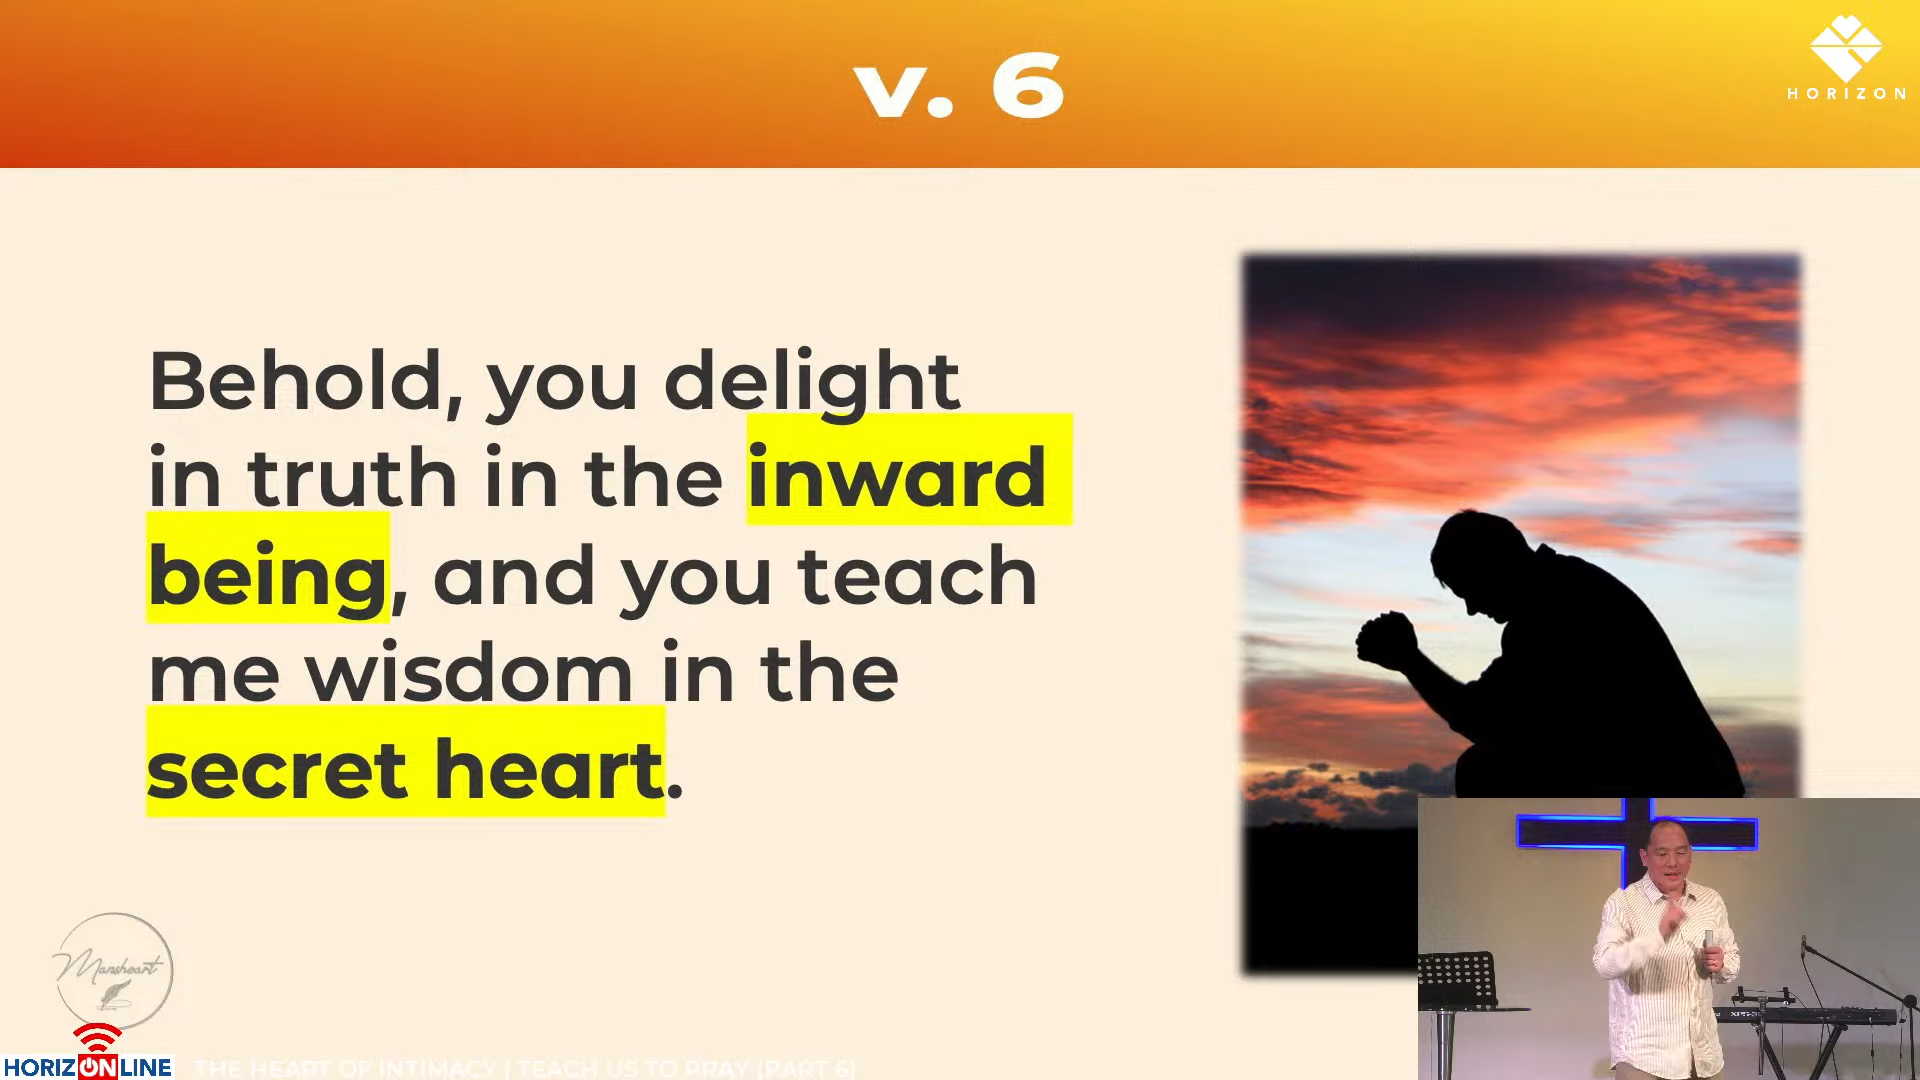 v. 6
HORIZON
Behold, you delight
in truth in the inward
being, and you teach
me wisdom in the
secret heart.
Mansheart
HORIZONLINE
THE HEART OF INTIMACY | TEACH US TO PRAY (PART 6)